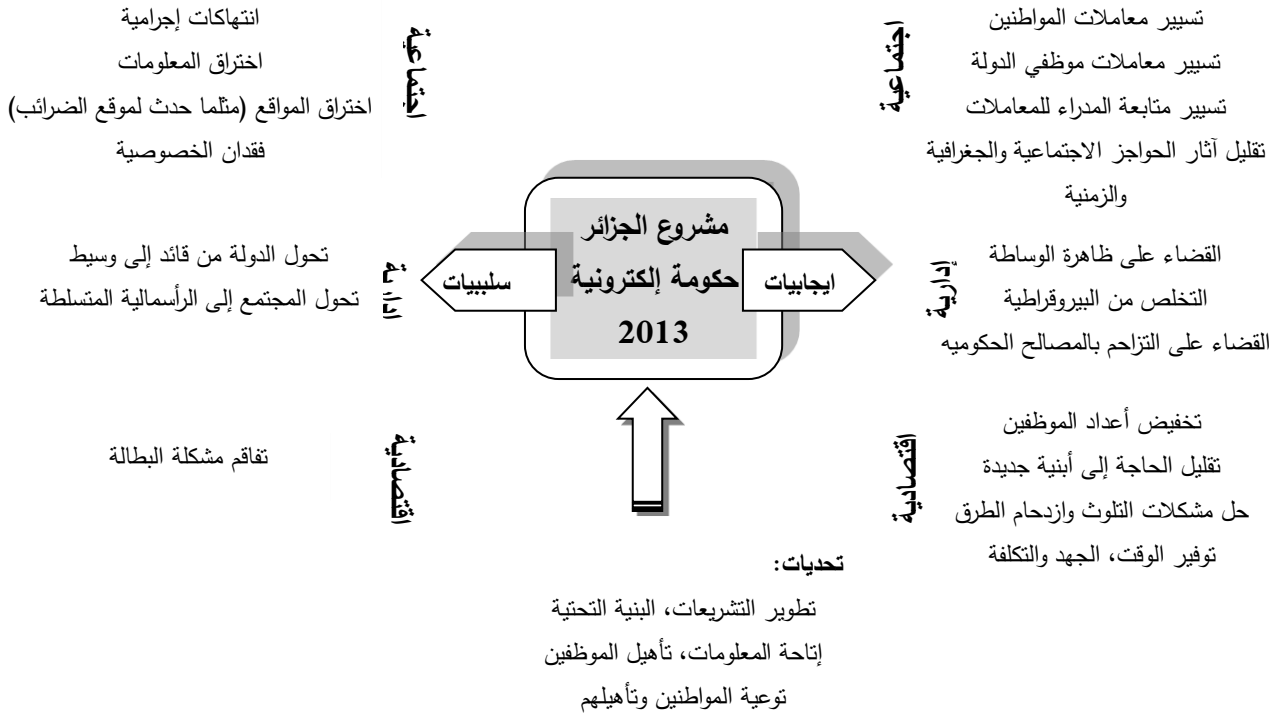 تسيير معاملات المواطنين
تسيير معاملات موظفي الدولة
تسيير متابعة المدراء للمعاملات
تقليل آثار الحواجز الاجتماعية والجغرافية
والزمنية
اجتماعية
القضاء على ظاهرة الوساطة
التخلص من البيروقراطية
القضاء على التزاحم بالمصالح الحكوميه
إدارية
تخفيض أعداد الموظفين
تقليل الحاجة إلى أبنية جديدة
حل مشكلات التلوث وازدحام الطرق
توفير الوقت، الجهد والتكلفة
اقتصادية
ايجابيات
مشروع الجزائر
حكومة إلكترونية
2013
سلبيات
اجتماعية
انتهاكات إجرامية
اختراق المعلومات
اختراق المواقع (مثلما حدث لموقع الضرائب)
فقدان الخصوصية
ادارية
تحول الدولة من قائد إلى وسيط
تحول المجتمع إلى الرأسمالية المتسلطة
اقتصادية
تفاقم مشكلة البطالة
تحديات:
تطوير التشريعات، البنية التحتية
إتاحة المعلومات، تأهيل الموظفين
توعية المواطنين وتأهيلهم